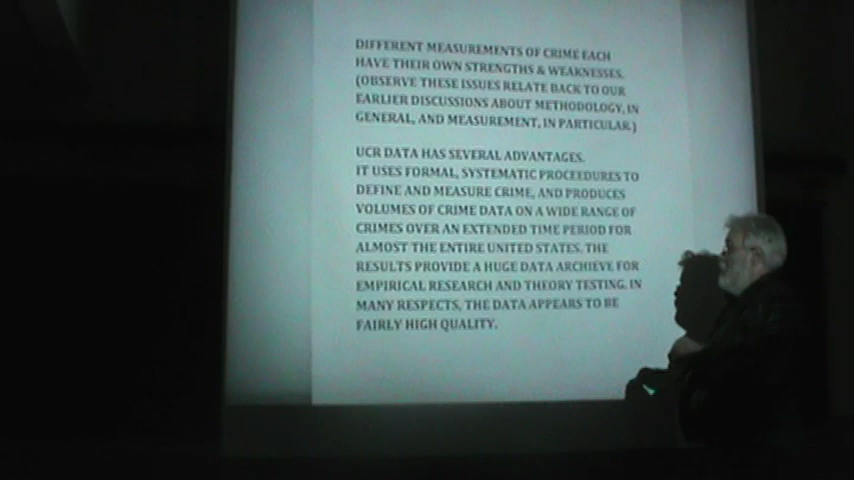 DIFFERENT MEASUREMENTS OF CRIME EACH
HAVE THEIR OWN STRENGTHS & WEAKNESSES.
(OBSERVE THESE ISSUES RELATE BACK TO OUR
EARLIER DISCUSSIONS ABOUT METHODOLOGY, IN
GENERAL, AND MEASUREMENT, IN PARTICULAR.)
UCR DATA HAS SEVERAL ADVANTAGES.
IT USES FORMAL, SYSTEMATIC PROCEEDURES TO
DEFINE AND MEASURE CRIME, AND PRODUCES
VOLUMES OF CRIME DATA ON A WIDE RANGE OF
CRIMES OVER AN EXTENDED TIME PERIOD FOR
ALMOST THE ENTIRE UNITED STATES. THE
RESULTS PROVIDE A HUGE DATA ARCHIEVE FOR
EMPIRICAL RESEARCH AND THEORY TESTING. IN
MANY RESPECTS, THE DATA APPEARS TO BE
FAIRLY HIGH QUALITY.